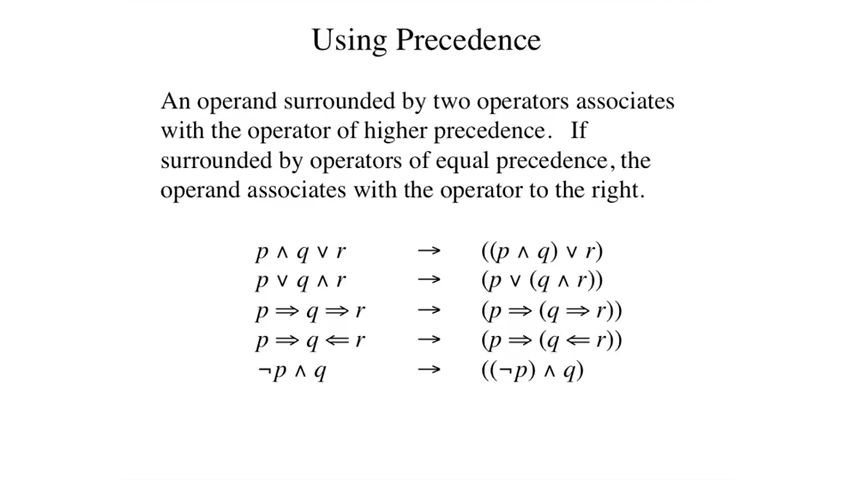 Using Precedence
An operand surrounded by two operators associates
with the operator of higher precedence. If
surrounded by operators of equal precedence, the
operand associates with the operator to the right.
p ∧ q ∨ r → ((p ∧ q) ∨ r)
p ∨ q ∧ r → (p ∨ (q ∧ r))
p ⇒ q ⇒ r → (p ⇒ (q ⇒ r))
p ⇒ q ⇐ r → (p ⇒ (q ⇐ r))
¬p ∧ q → ((¬p) ∧ q)